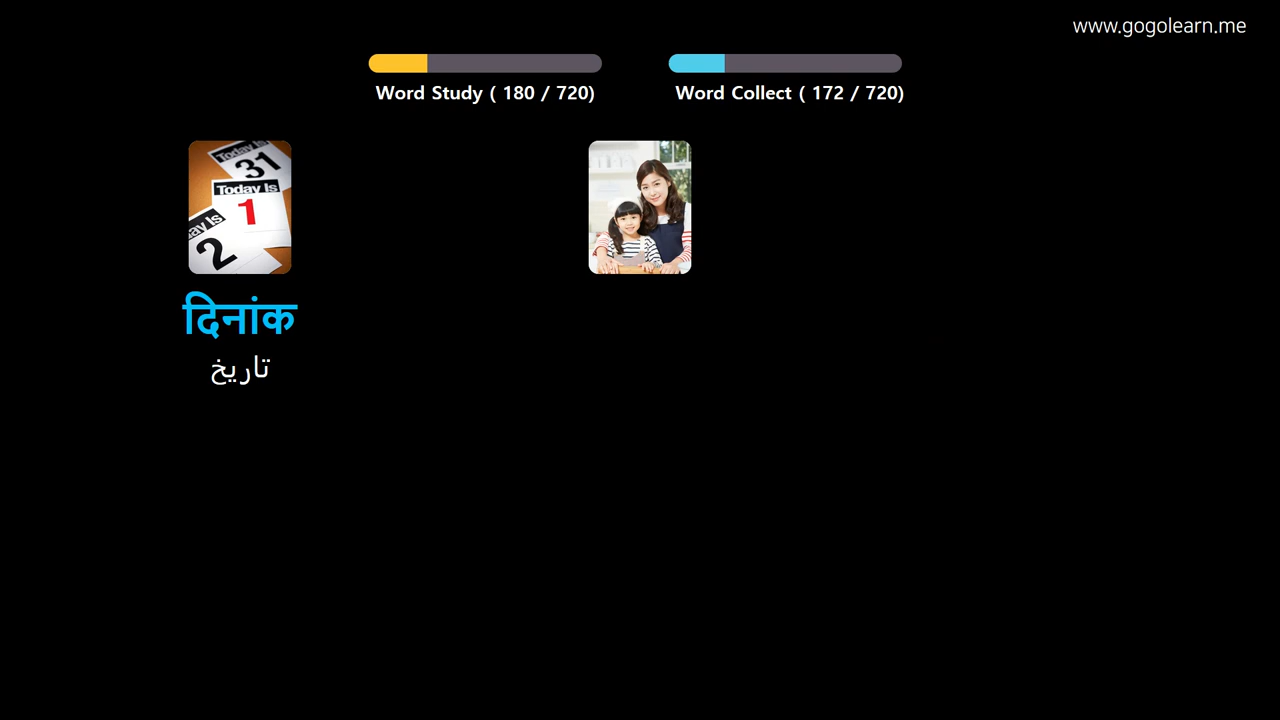 www.gogolearn.me
Word Study ( 180 / 720)
Word Collect ( 172 / 720)
Today Is
31
Today Is
1
ay Is
2
दिनांक
تاریخ